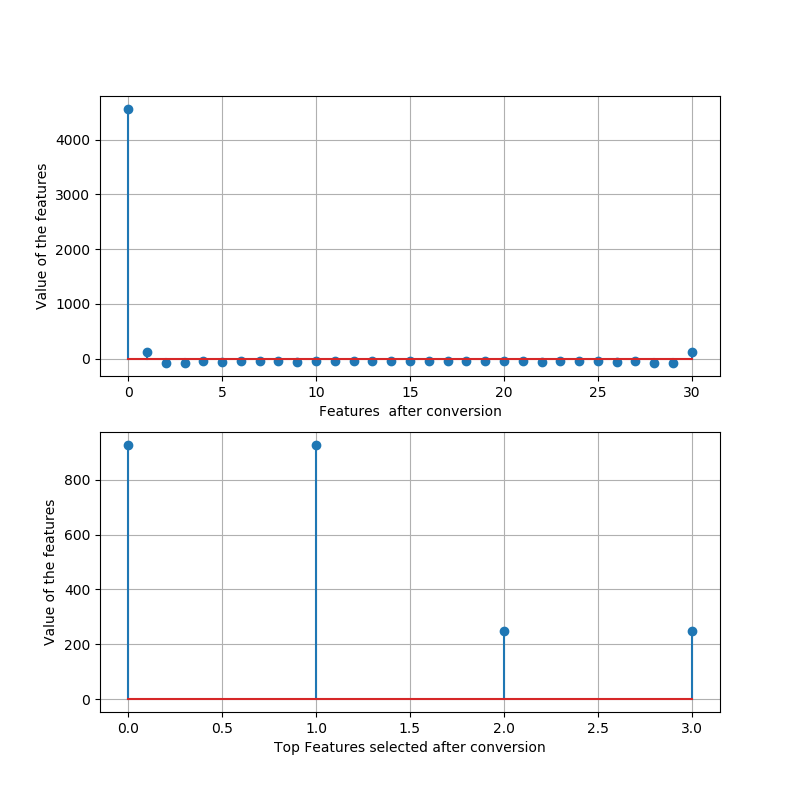 4000
3000
2000
1000
0
Value of the features
0 5 10 15 20 25 30
Features  after conversion
800
600
400
200
0
Value of the features
0.0 0.5 1.0 1.5 2.0 2.5 3.0
Top Features selected after conversion